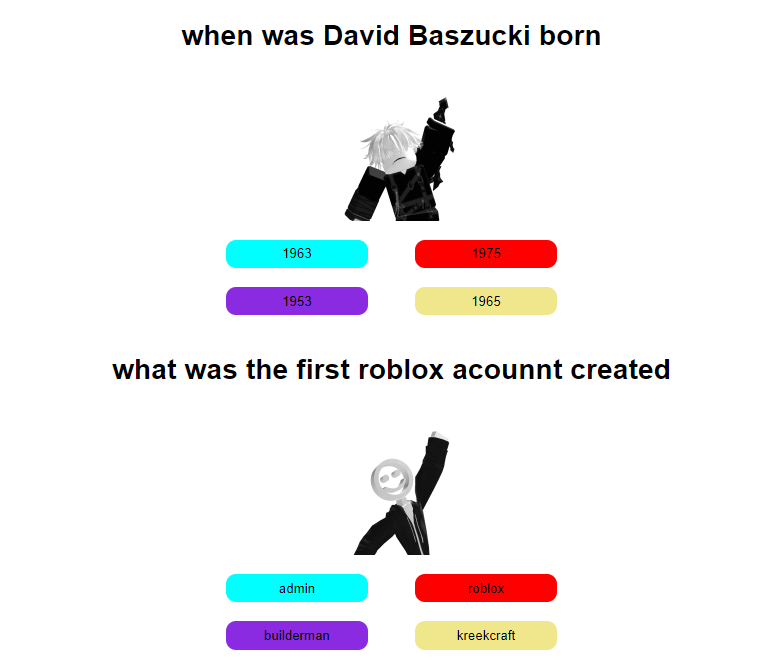 when was David Baszucki born
1963 1975
1953 1965
what was the first roblox acounnt created
admin roblox
builderman kreekcraft